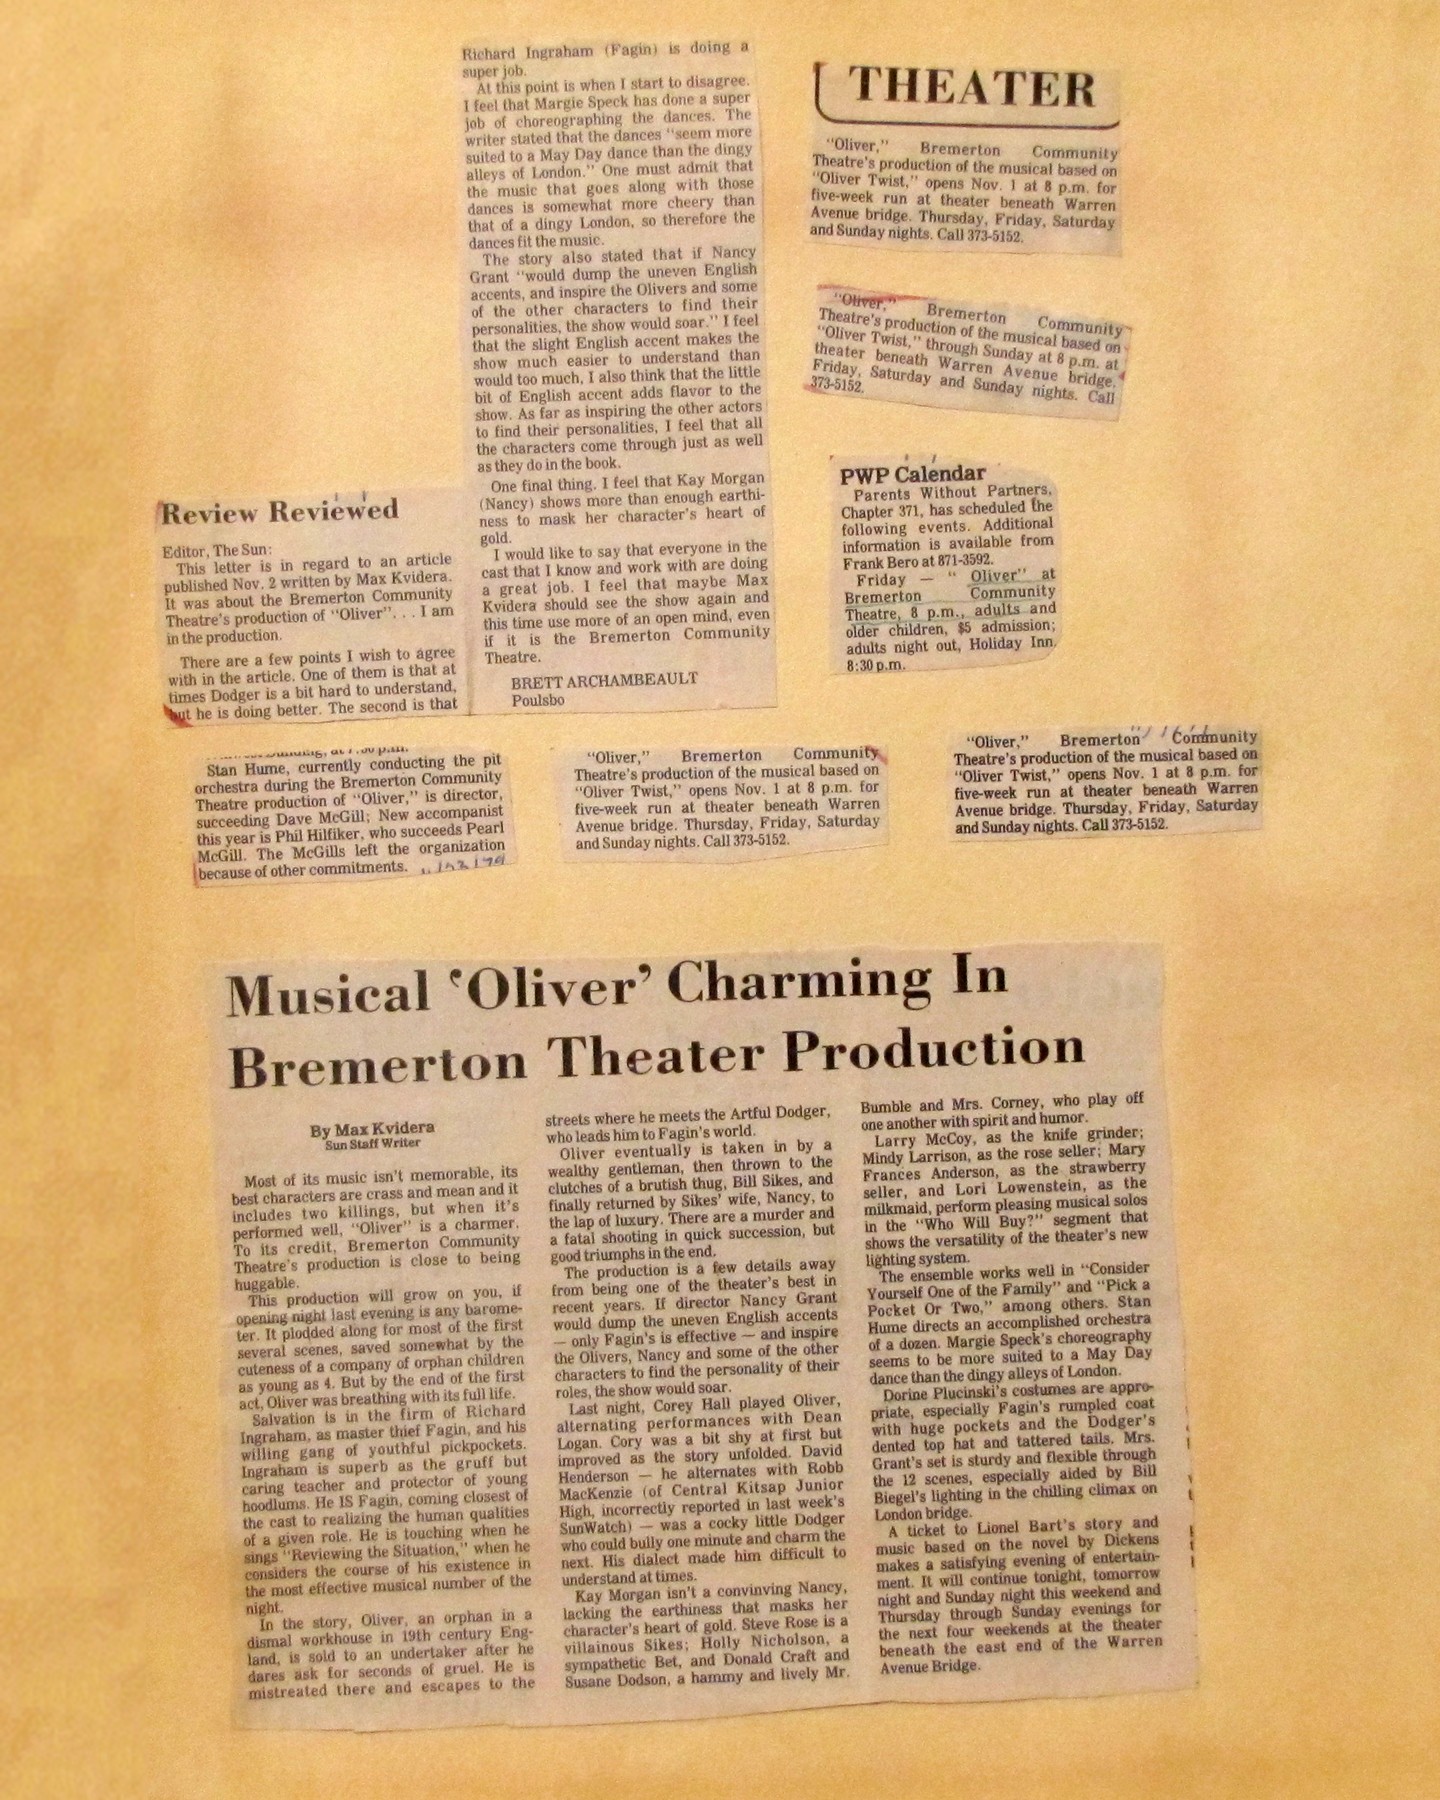 Review Reviewed
Editor, The Sun:
This letter is in regard to an article
published Nov. 2 written by Max Kvidera.
It was about the Bremerton Community
Theatre's production of "Oliver". . . I am
in the production.
There are a few points I wish to agree
with in the article. One of them is that at
times Dodger is a bit hard to understand,
but he is doing better. The second is that
Richard Ingraham (Fagin) is doing a
super job.
At this point is when I start to disagree.
I feel that Margie Speck has done a super
job of choreographing the dances. The
writer stated that the dances "seem more
suited to a May Day dance than the dingy
alleys of London." One must admit that
the music that goes along with those
dances is somewhat more cheery than
that of a dingy London, so therefore the
dances fit the music.
The story also stated that if Nancy
Grant "would dump the uneven English
accents, and inspire the Olivers and some
of the other characters to find their
personalities, the show would soar." I feel
that the slight English accent makes the
show much easier to understand than
would too much, I also think that the little
bit of English accent adds flavor to the
show. As far as inspiring the other actors
to find their personalities, I feel that all
the characters come through just as well
as they do in the book.
One final thing. I feel that Kay Morgan
(Nancy) shows more than enough earthi-
ness to mask her character's heart of
gold.
I would like to say that everyone in the
cast that I know and work with are doing
a great job. I feel that maybe Max
Kvidera should see the show again and
this time use more of an open mind, even
if it is the Bremerton Community
Theatre.
BRETT ARCHAMBEAULT
Poulsbo
THEATER
"Oliver," Bremerton Community
Theatre's production of the musical based on
"Oliver Twist," opens Nov. 1 at 8 p.m. for
five-week run at theater beneath Warren
Avenue bridge. Thursday, Friday, Saturday
and Sunday nights. Call 373-5152.
"Oliver," Bremerton Community
Theatre's production of the musical based on
"Oliver Twist," through Sunday at 8 p.m. at
theater beneath Warren Avenue bridge.
Friday, Saturday and Sunday nights. Call
373-5152.
PWP Calendar
Parents Without Partners,
Chapter 371, has scheduled the
following events. Additional
information is available from
Frank Bero at 871-3592.
Friday — " Oliver" at
Bremerton Community
Theatre, 8 p.m., adults and
older children, $5 admission;
adults night out, Holiday Inn,
8:30 p.m.
at 7:30 p.m.
Stan Hume, currently conducting the pit
orchestra during the Bremerton Community
Theatre production of "Oliver," is director,
succeeding Dave McGill; New accompanist
this year is Phil Hilfiker, who succeeds Pearl
McGill. The McGills left the organization
because of other commitments.
"Oliver," Bremerton Community
Theatre's production of the musical based on
"Oliver Twist," opens Nov. 1 at 8 p.m. for
five-week run at theater beneath Warren
Avenue bridge. Thursday, Friday, Saturday
and Sunday nights. Call 373-5152.
"Oliver," Bremerton Community
Theatre's production of the musical based on
"Oliver Twist," opens Nov. 1 at 8 p.m. for
five-week run at theater beneath Warren
Avenue bridge. Thursday, Friday, Saturday
and Sunday nights. Call 373-5152.
Musical 'Oliver' Charming In
Bremerton Theater Production
By Max Kvidera
Sun Staff Writer
Most of its music isn't memorable, its
best characters are crass and mean and it
includes two killings, but when it's
performed well, "Oliver" is a charmer.
To its credit, Bremerton Community
Theatre's production is close to being
huggable.
This production will grow on you, if
opening night last evening is any barome-
ter. It plodded along for most of the first
several scenes, saved somewhat by the
cuteness of a company of orphan children
as young as 4. But by the end of the first
act, Oliver was breathing with its full life.
Salvation is in the firm of Richard
Ingraham, as master thief Fagin, and his
willing gang of youthful pickpockets.
Ingraham is superb as the gruff but
caring teacher and protector of young
hoodlums. He IS Fagin, coming closest of
the cast to realizing the human qualities
of a given role. He is touching when he
sings "Reviewing the Situation," when he
considers the course of his existence in
the most effective musical number of the
night.
In the story, Oliver, an orphan in a
dismal workhouse in 19th century Eng-
land, is sold to an undertaker after he
dares ask for seconds of gruel. He is
mistreated there and escapes to the
streets where he meets the Artful Dodger,
who leads him to Fagin's world.
Oliver eventually is taken in by a
wealthy gentleman, then thrown to the
clutches of a brutish thug, Bill Sikes, and
finally returned by Sikes' wife, Nancy, to
the lap of luxury. There are a murder and
a fatal shooting in quick succession, but
good triumphs in the end.
The production is a few details away
from being one of the theater's best in
recent years. If director Nancy Grant
would dump the uneven English accents
— only Fagin's is effective — and inspire
the Olivers, Nancy and some of the other
characters to find the personality of their
roles, the show would soar.
Last night, Corey Hall played Oliver,
alternating performances with Dean
Logan. Cory was a bit shy at first but
improved as the story unfolded. David
Henderson — he alternates with Robb
MacKenzie (of Central Kitsap Junior
High, incorrectly reported in last week's
SunWatch) — was a cocky little Dodger
who could bully one minute and charm the
next. His dialect made him difficult to
understand at times.
Kay Morgan isn't a convinving Nancy,
lacking the earthiness that masks her
character's heart of gold. Steve Rose is a
villainous Sikes; Holly Nicholson, a
sympathetic Bet, and Donald Craft and
Susane Dodson, a hammy and lively Mr.
Bumble and Mrs. Corney, who play off
one another with spirit and humor.
Larry McCoy, as the knife grinder;
Mindy Larrison, as the rose seller; Mary
Frances Anderson, as the strawberry
seller, and Lori Lowenstein, as the
milkmaid, perform pleasing musical solos
in the "Who Will Buy?" segment that
shows the versatility of the theater's new
lighting system.
The ensemble works well in "Consider
Yourself One of the Family" and "Pick a
Pocket Or Two," among others. Stan
Hume directs an accomplished orchestra
of a dozen. Margie Speck's choreography
seems to be more suited to a May Day
dance than the dingy alleys of London.
Dorine Plucinski's costumes are appro-
priate, especially Fagin's rumpled coat
with huge pockets and the Dodger's
dented top hat and tattered tails. Mrs.
Grant's set is sturdy and flexible through
the 12 scenes, especially aided by Bill
Biegel's lighting in the chilling climax on
London bridge.
A ticket to Lionel Bart's story and
music based on the novel by Dickens
makes a satisfying evening of entertain-
ment. It will continue tonight, tomorrow
night and Sunday night this weekend and
Thursday through Sunday evenings for
the next four weekends at the theater
beneath the east end of the Warren
Avenue Bridge.